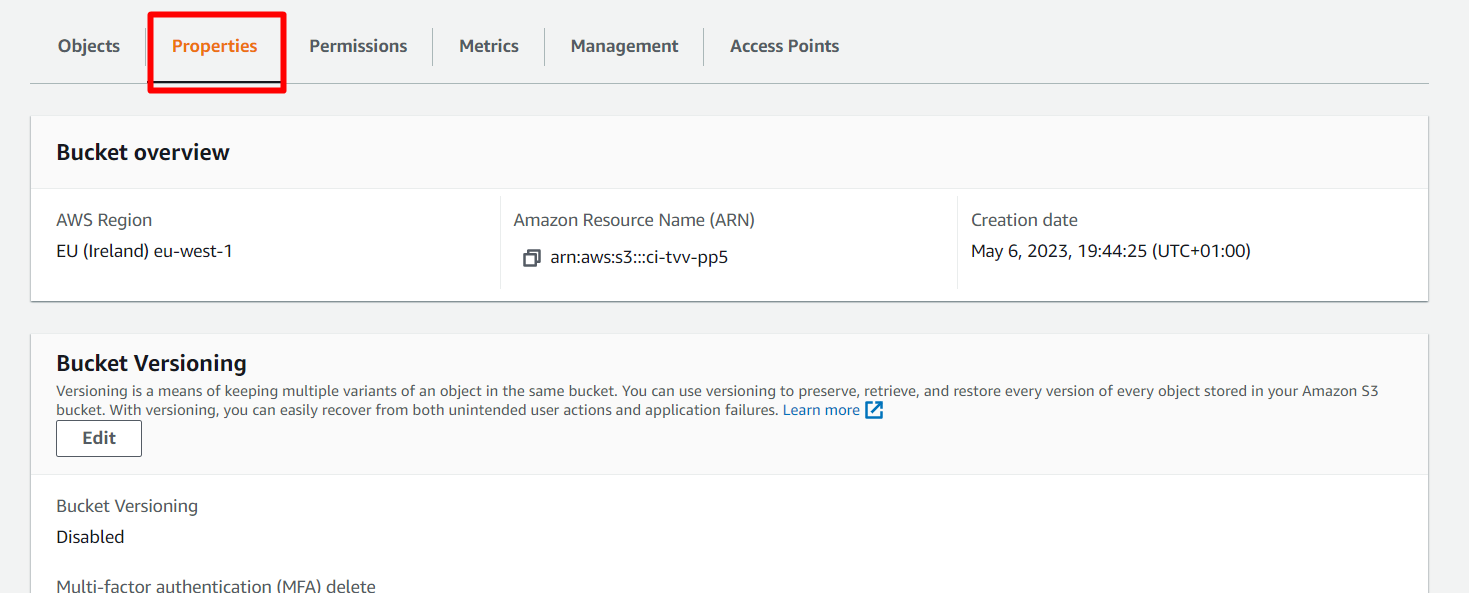 Objects
Properties
Permissions
Metrics
Management
Access Points
Bucket overview
AWS Region
EU (Ireland) eu-west-1
Amazon Resource Name (ARN)
arn:aws:s3:::ci-tvv-pp5
Creation date
May 6, 2023, 19:44:25 (UTC+01:00)
Bucket Versioning
Versioning is a means of keeping multiple variants of an object in the same bucket. You can use versioning to preserve, retrieve, and restore every version of every object stored in your Amazon S3
bucket. With versioning, you can easily recover from both unintended user actions and application failures. Learn more
Edit
Bucket Versioning
Disabled
Multi-factor authentication (MFA) delete